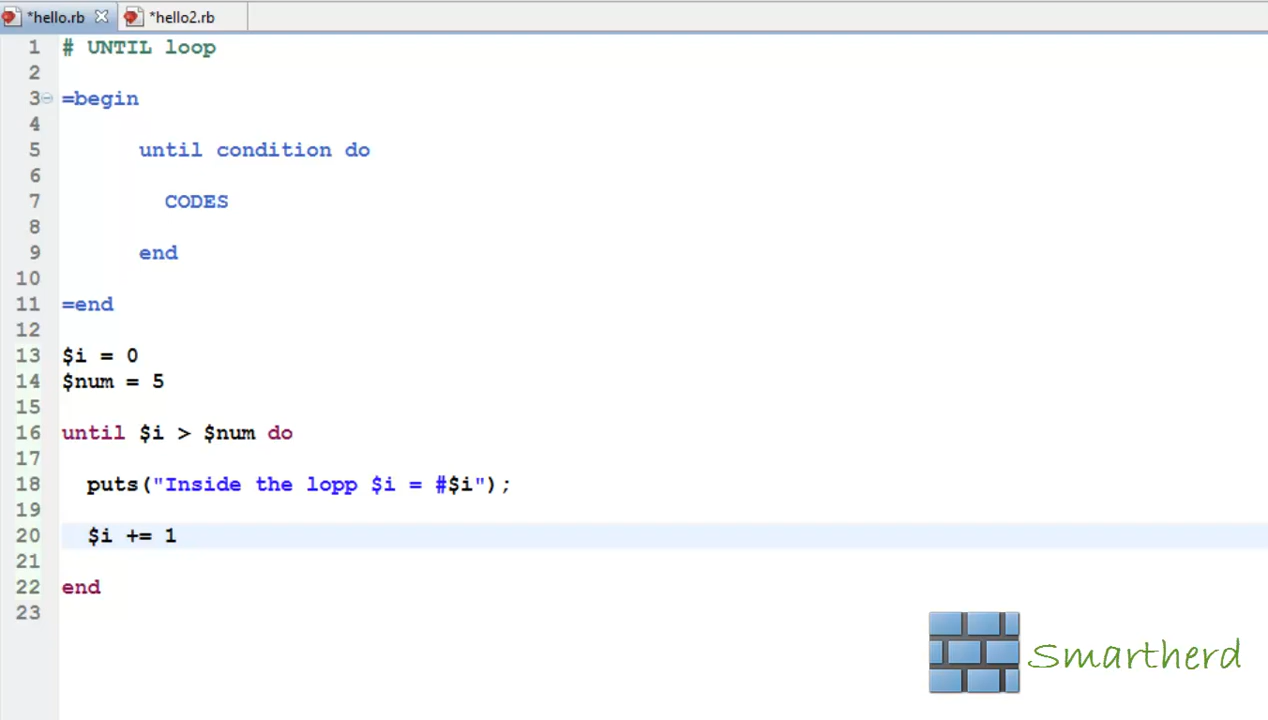 *hello.rb *hello2.rb
1 # UNTIL loop
2
3 =begin
4
5 until condition do
6
7 CODES
8
9 end
10
11 =end
12
13 $i = 0
14 $num = 5
15
16 until $i > $num do
17
18 puts("Inside the lopp $i = #$i");
19
20 $i += 1
21
22 end
23
Smartherd